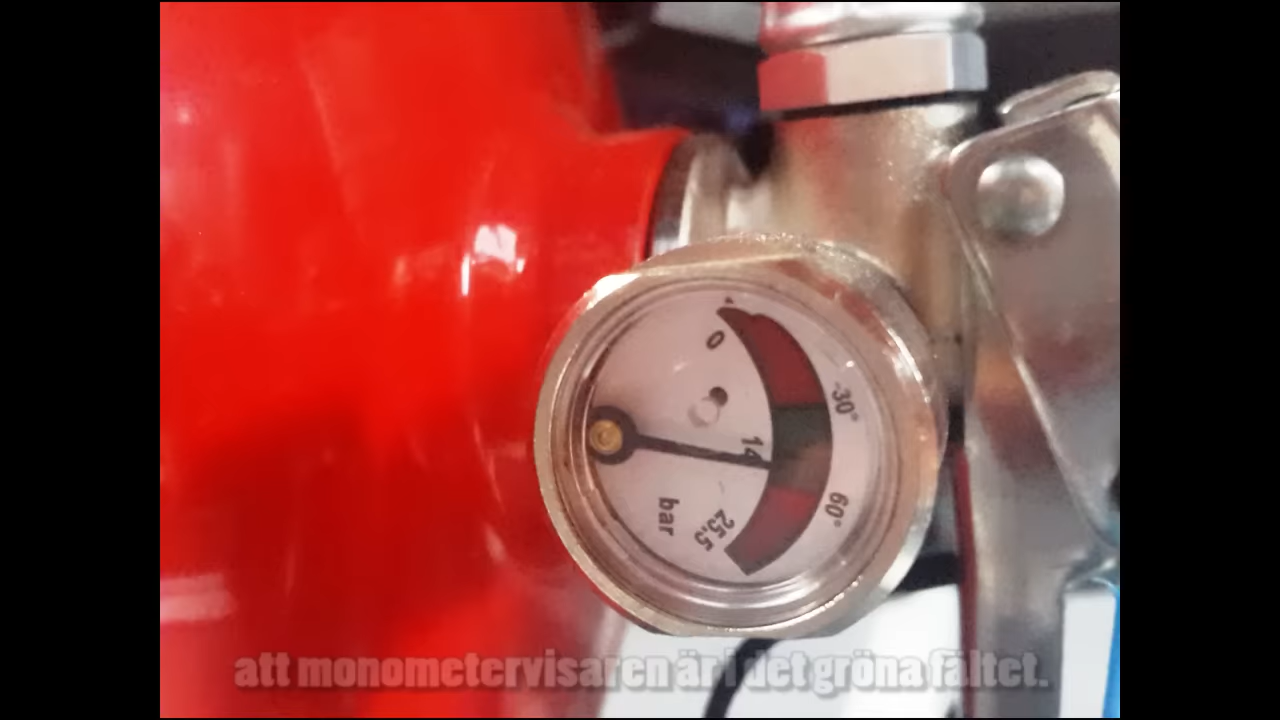 0
-30°
14
60°
25,5
bar
att monometervisaren är i det gröna fältet.